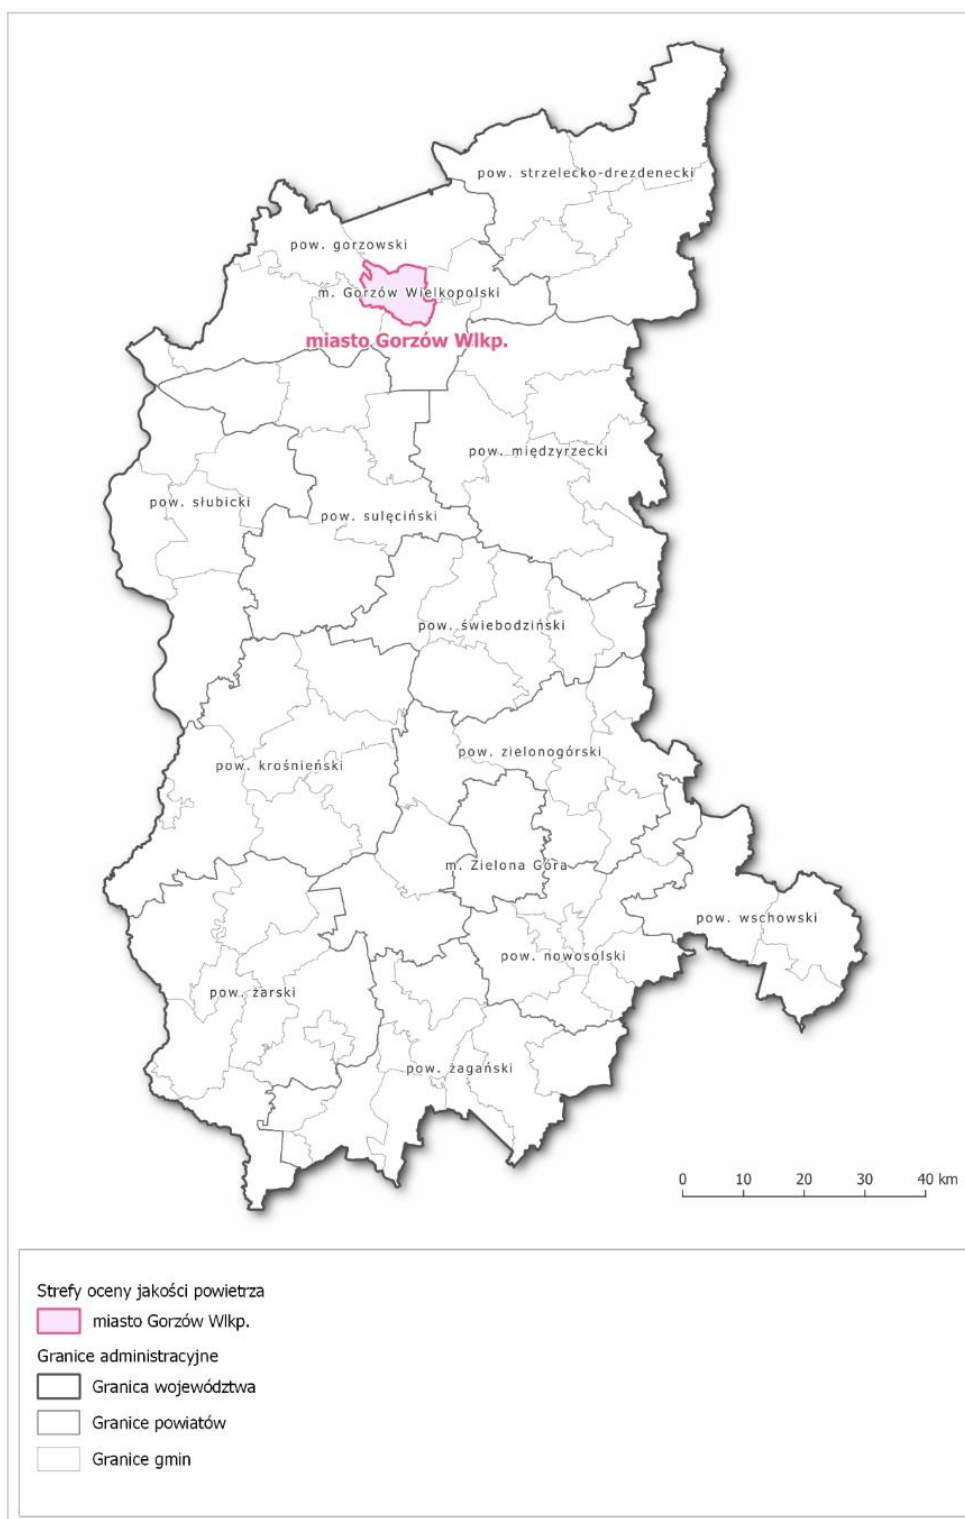 pow. strzelecko-drezdenecki
pow. gorzowski
m. Gorzów Wielkopolski
miasto Gorzów Wlkp.
pow. międzyrzecki
pow. słubicki
pow. sulęciński
pow. świebodziński
pow. zielonogórski
pow. krośnieński
m. Zielona Góra
pow. wschowski
pow. nowosolski
pow. żarski
pow. żagański
0 10 20 30 40 km
Strefy oceny jakości powietrza
miasto Gorzów Wlkp.
Granice administracyjne
Granica województwa
Granice powiatów
Granice gmin